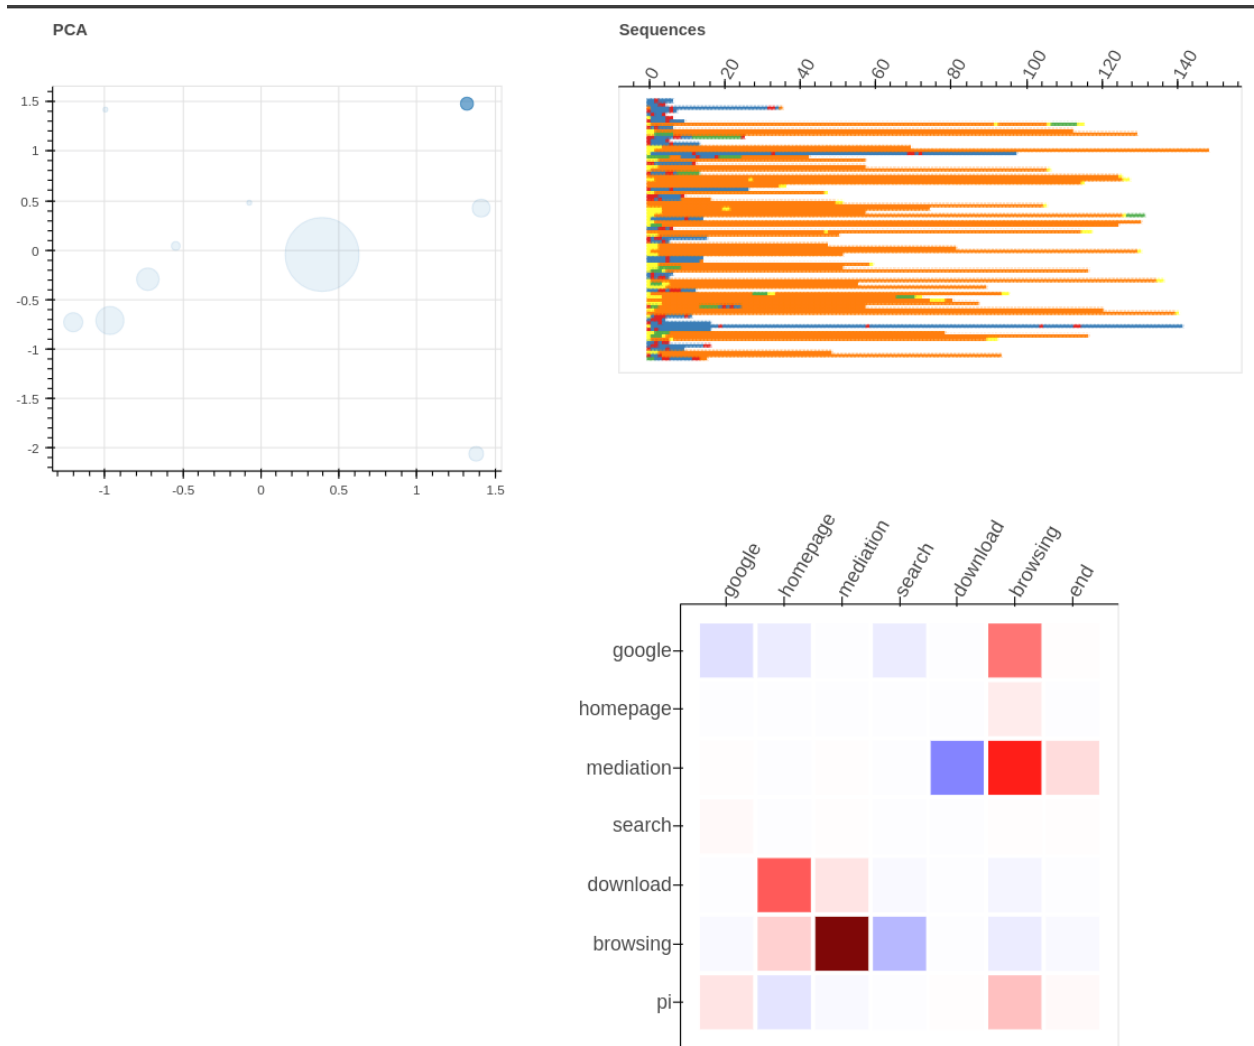 PCA
1.5
1
0.5
0
-0.5
-1
-1.5
-2
-1 -0.5 0 0.5 1 1.5
Sequences
0 20 40 60 80 100 120 140
google homepage mediation search download browsing end
google
homepage
mediation
search
download
browsing
pi